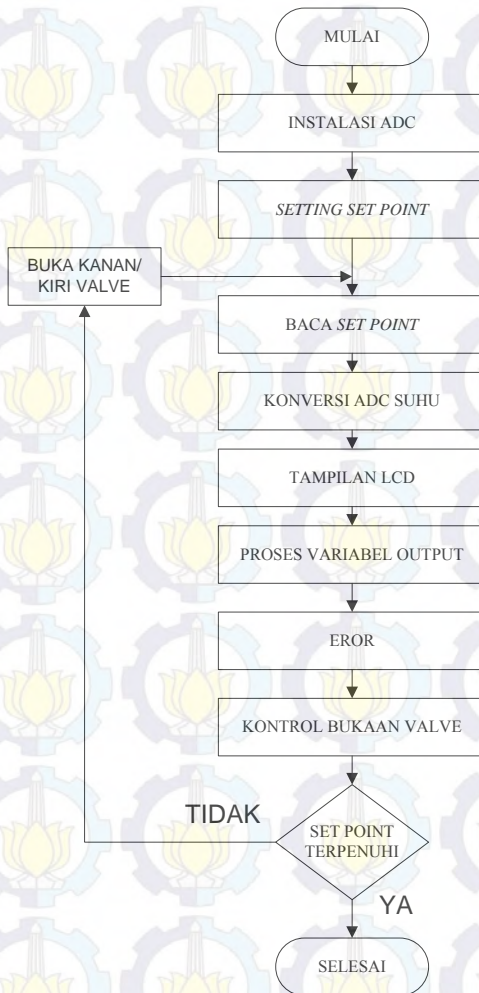 MULAI
INSTALASI ADC
SETTING SET POINT
BUKA KANAN/
KIRI VALVE
BACA SET POINT
KONVERSI ADC SUHU
TAMPILAN LCD
PROSES VARIABEL OUTPUT
EROR
KONTROL BUKAAN VALVE
TIDAK
SET POINT
TERPENUHI
YA
SELESAI